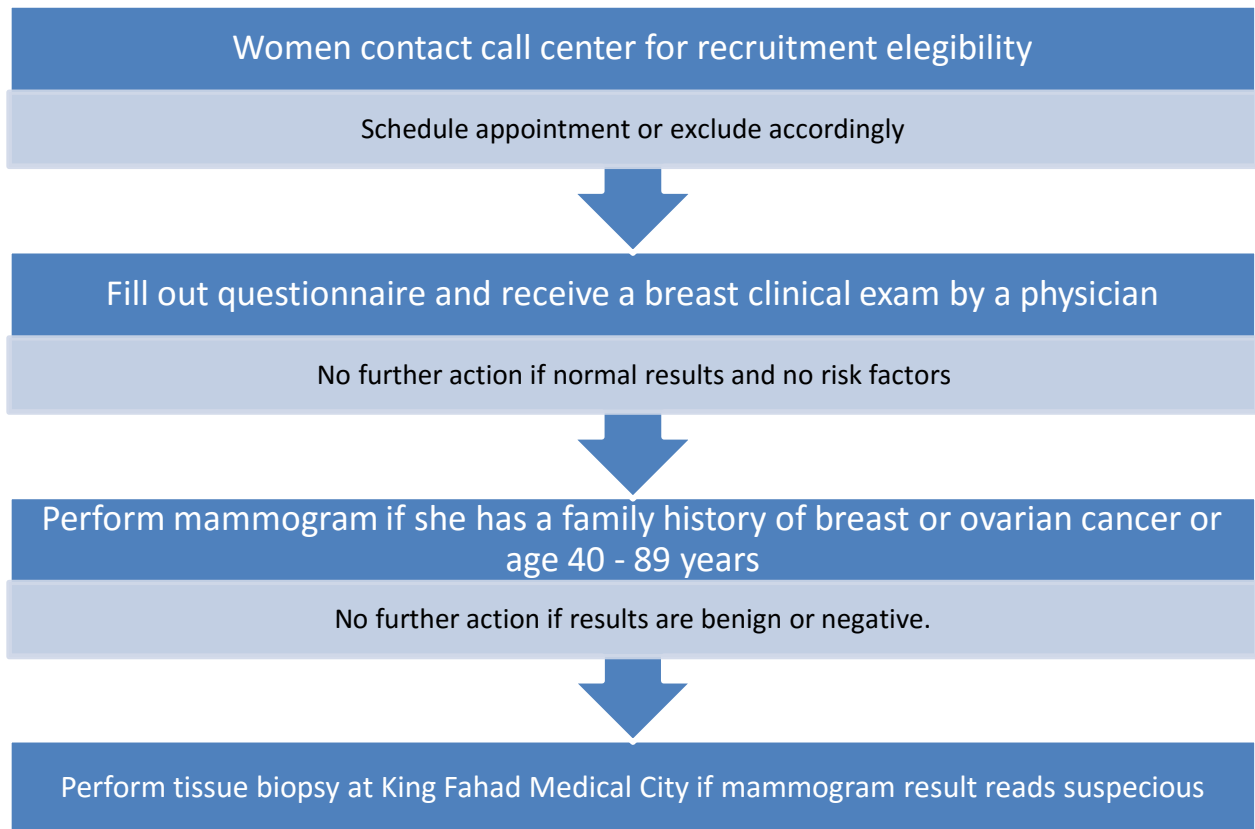 Women contact call center for recruitment elegibility
Schedule appointment or exclude accordingly
Fill out questionnaire and receive a breast clinical exam by a physician
No further action if normal results and no risk factors
Perform mammogram if she has a family history of breast or ovarian cancer or
age 40 - 89 years
No further action if results are benign or negative.
Perform tissue biopsy at King Fahad Medical City if mammogram result reads suspecious